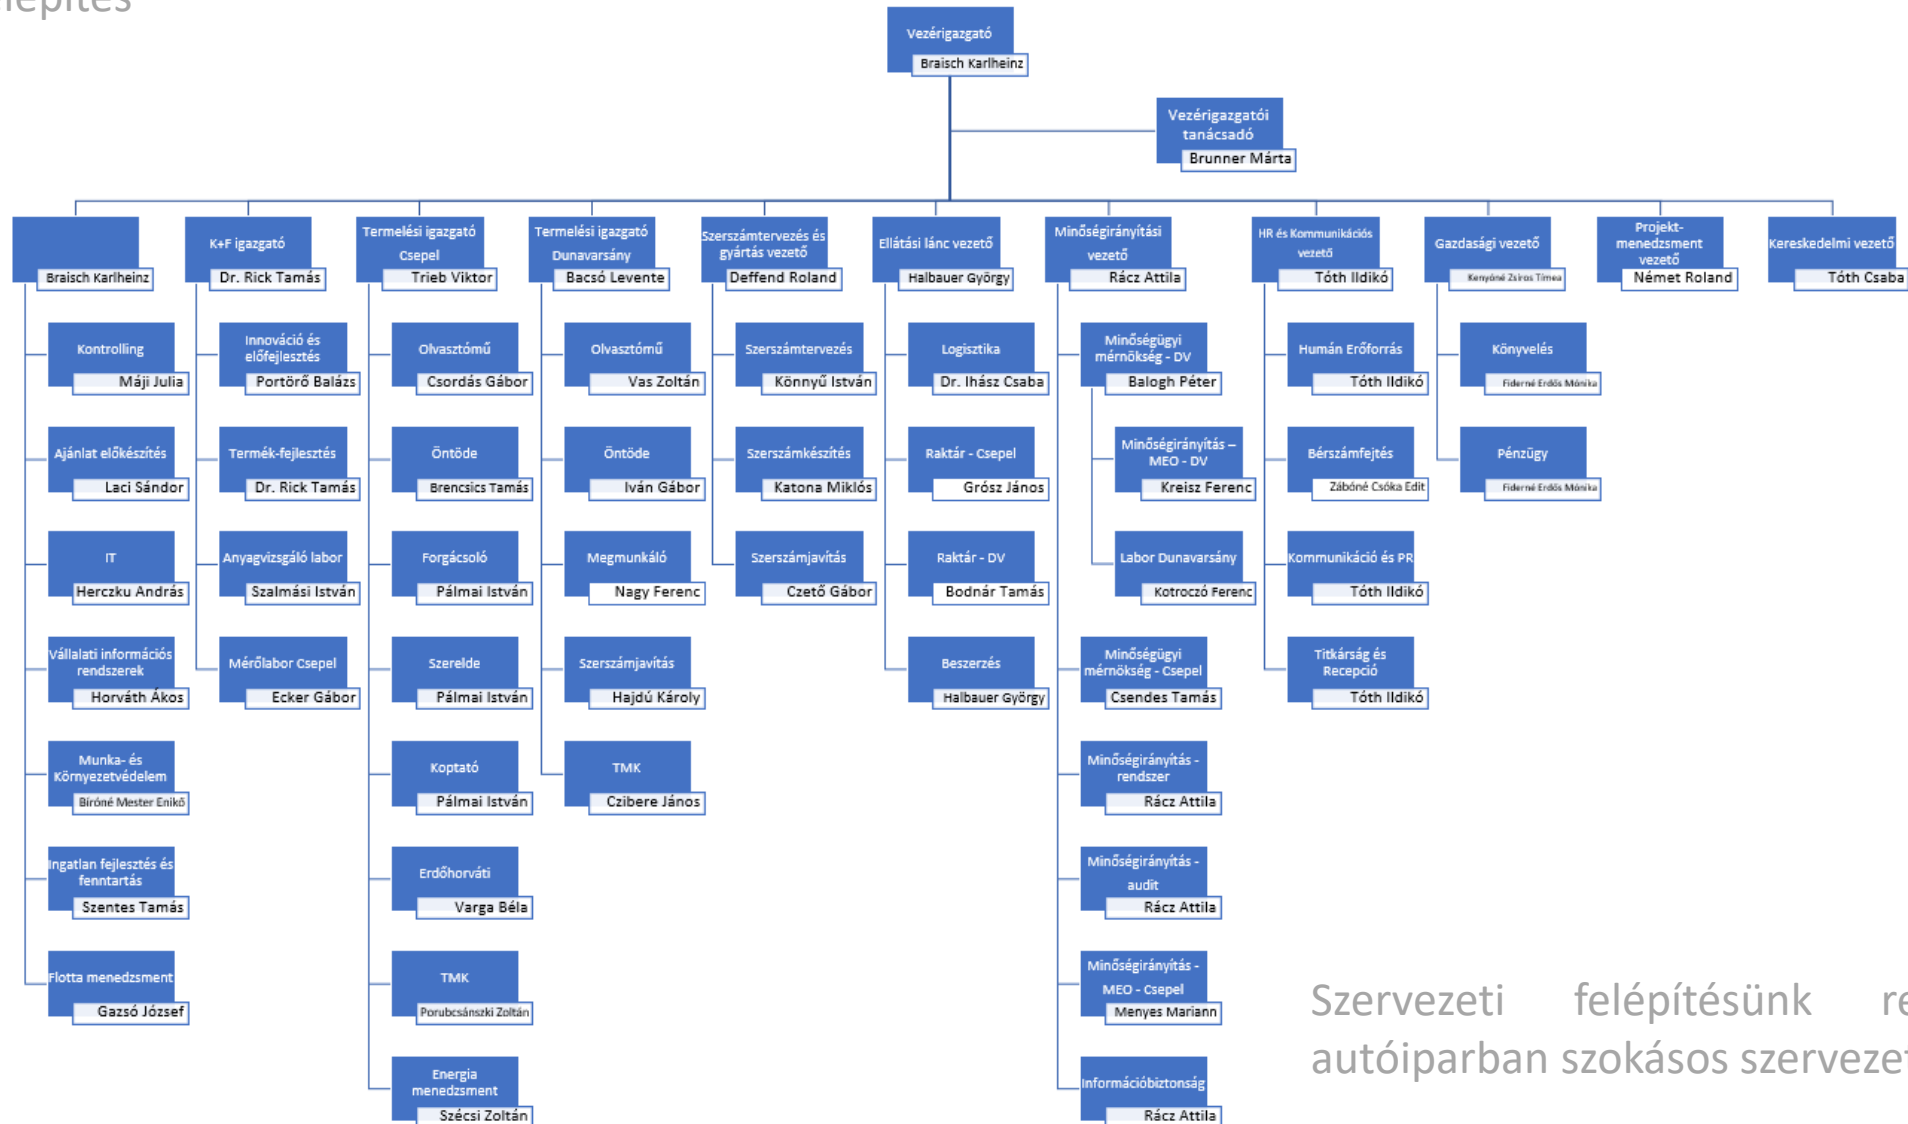 Vezérigazgató
Braisch Karlheinz
Vezérigazgatói
tanácsadó
Brunner Márta
Braisch Karlheinz
Kontrolling
Máji Julia
Ajánlat előkészítés
Laci Sándor
IT
Herczku András
Vállalati információs
rendszerek
Horváth Ákos
Munka- és
Környezetvédelem
Bíróné Mester Enikő
Ingatlan fejlesztés és
fenntartás
Szentes Tamás
Flotta menedzsment
Gazsó József
K+F igazgató
Dr. Rick Tamás
Innováció és
előfejlesztés
Portörő Balázs
Termék-fejlesztés
Dr. Rick Tamás
Anyagvizsgáló labor
Szalmási István
Mérőlabor Csepel
Ecker Gábor
Termelési igazgató
Csepel
Trieb Viktor
Olvasztómű
Csordás Gábor
Öntöde
Brencsics Tamás
Forgácsoló
Pálmai István
Szerelde
Pálmai István
Koptató
Pálmai István
Erdőhorváti
Varga Béla
TMK
Porubcsánszki Zoltán
Energia
menedzsment
Szécsi Zoltán
Termelési igazgató
Dunavarsány
Bacsó Levente
Olvasztómű
Vas Zoltán
Öntöde
Iván Gábor
Megmunkáló
Nagy Ferenc
Szerszámjavítás
Hajdú Károly
TMK
Czibere János
Szerszámtervezés és
gyártás vezető
Deffend Roland
Szerszámtervezés
Könnyű István
Szerszámkészítés
Katona Miklós
Szerszámjavítás
Czető Gábor
Ellátási lánc vezető
Halbauer György
Logisztika
Dr. Ihász Csaba
Raktár - Csepel
Grósz János
Raktár - DV
Bodnár Tamás
Beszerzés
Halbauer György
Minőségirányítási
vezető
Rácz Attila
Minőségügyi
mérnökség - DV
Balogh Péter
Minőségirányítás –
MEO - DV
Kreisz Ferenc
Labor Dunavarsány
Kotroczó Ferenc
Minőségügyi
mérnökség - Csepel
Csendes Tamás
Minőségirányítás -
rendszer
Rácz Attila
Minőségirányítás -
audit
Rácz Attila
Minőségirányítás -
MEO - Csepel
Menyes Mariann
Információbiztonság
Rácz Attila
HR és Kommunikációs
vezető
Tóth Ildikó
Humán Erőforrás
Tóth Ildikó
Bérszámfejtés
Zábóné Csóka Edit
Kommunikáció és PR
Tóth Ildikó
Titkárság és
Recepció
Tóth Ildikó
Gazdasági vezető
Kenyóné Zsiros Tímea
Könyvelés
Fiderné Erdős Mónika
Pénzügy
Fiderné Erdős Mónika
Projekt-
menedzsment
vezető
Német Roland
Kereskedelmi vezető
Tóth Csaba
Szervezeti felépítésünk
autóiparban szokásos